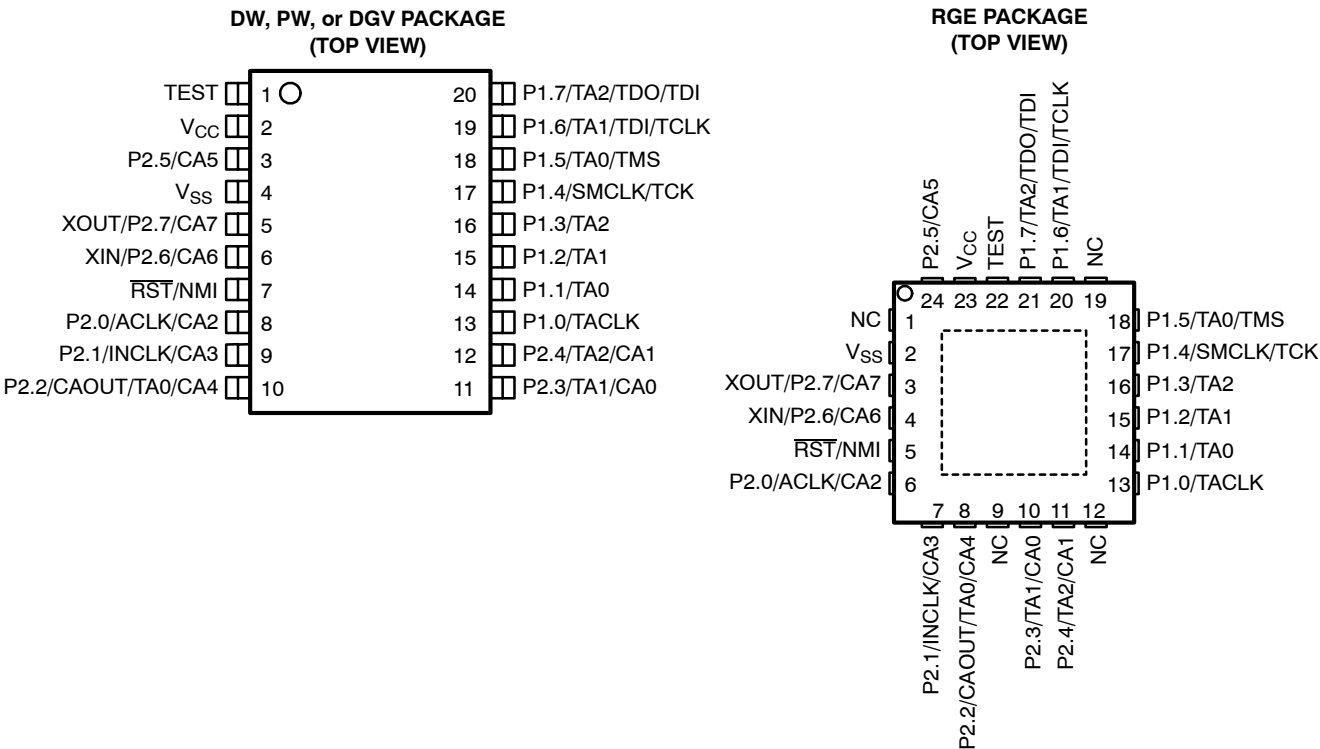 DW, PW, or DGV PACKAGE
(TOP VIEW)
TEST 1 20 P1.7/TA2/TDO/TDI
VCC 2 19 P1.6/TA1/TDI/TCLK
P2.5/CA5 3 18 P1.5/TA0/TMS
VSS 4 17 P1.4/SMCLK/TCK
XOUT/P2.7/CA7 5 16 P1.3/TA2
XIN/P2.6/CA6 6 15 P1.2/TA1
RST/NMI 7 14 P1.1/TA0
P2.0/ACLK/CA2 8 13 P1.0/TACLK
P2.1/INCLK/CA3 9 12 P2.4/TA2/CA1
P2.2/CAOUT/TA0/CA4 10 11 P2.3/TA1/CA0
RGE PACKAGE
(TOP VIEW)
P2.5/CA5
VCC
TEST
P1.7/TA2/TDO/TDI
P1.6/TA1/TDI/TCLK
NC
24 23 22 21 20 19
NC 1 18 P1.5/TA0/TMS
VSS 2 17 P1.4/SMCLK/TCK
XOUT/P2.7/CA7 3 16 P1.3/TA2
XIN/P2.6/CA6 4 15 P1.2/TA1
RST/NMI 5 14 P1.1/TA0
P2.0/ACLK/CA2 6 13 P1.0/TACLK
7 8 9 10 11 12
P2.1/INCLK/CA3
P2.2/CAOUT/TA0/CA4
NC
P2.3/TA1/CA0
P2.4/TA2/CA1
NC